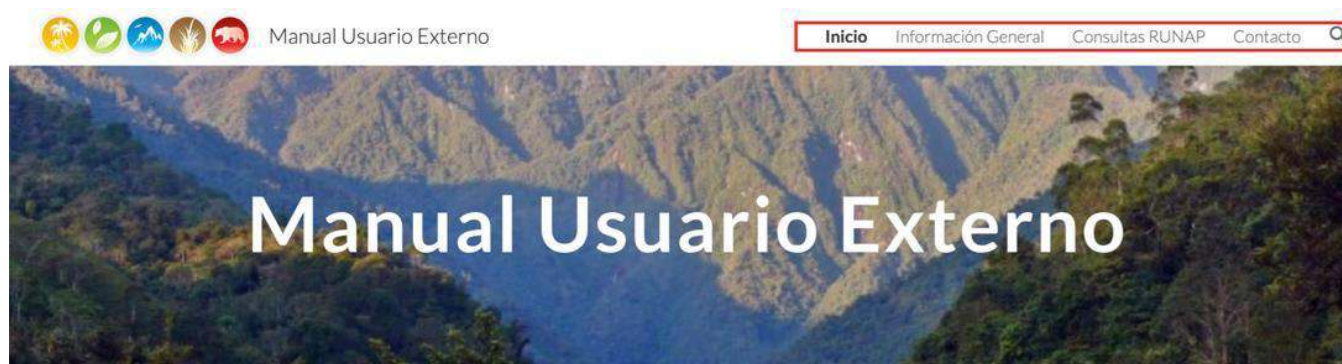 Manual Usuario Externo
Inicio Información General Consultas RUNAP Contacto
Manual Usuario Externo